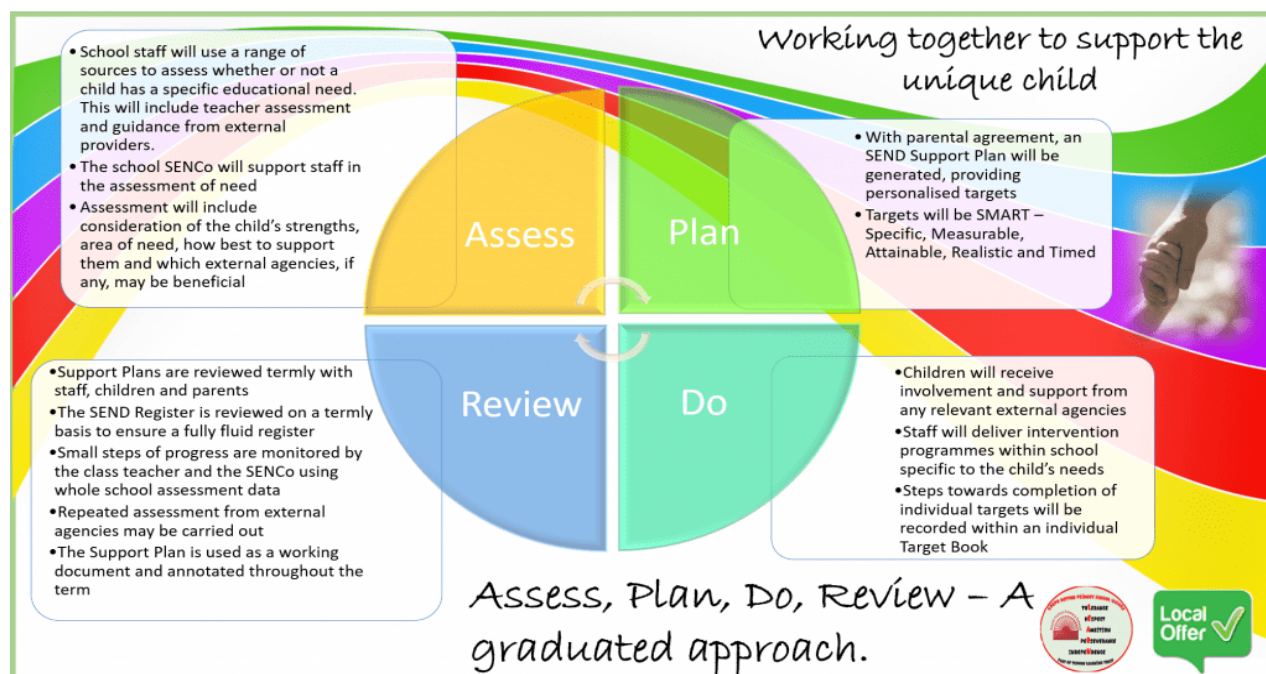 Working together to support the
unique child
• School staff will use a range of
sources to assess whether or not a
child has a specific educational need.
This will include teacher assessment
and guidance from external
providers.
• The school SENCo will support staff in
the assessment of need
• Assessment will include
consideration of the child's strengths,
area of need, how best to support
them and which external agencies, if
any, may be beneficial
Assess
Plan
• With parental agreement, an
SEND Support Plan will be
generated, providing
personalised targets
• Targets will be SMART –
Specific, Measurable,
Attainable, Realistic and Timed
•Support Plans are reviewed termly with
staff, children and parents
•The SEND Register is reviewed on a termly
basis to ensure a fully fluid register
•Small steps of progress are monitored by
the class teacher and the SENCo using
whole school assessment data
•Repeated assessment from external
agencies may be carried out
•The Support Plan is used as a working
document and annotated throughout the
term
Review
Do
•Children will receive
involvement and support from
any relevant external agencies
•Staff will deliver intervention
programmes within school
specific to the child's needs
•Steps towards completion of
individual targets will be
recorded within an individual
Target Book
Assess, Plan, Do, Review – A
graduated approach.
TOLERANCE
RESPECT
AMBITION
PERSEVERANCE
INDEPENDENCE
Local
Offer